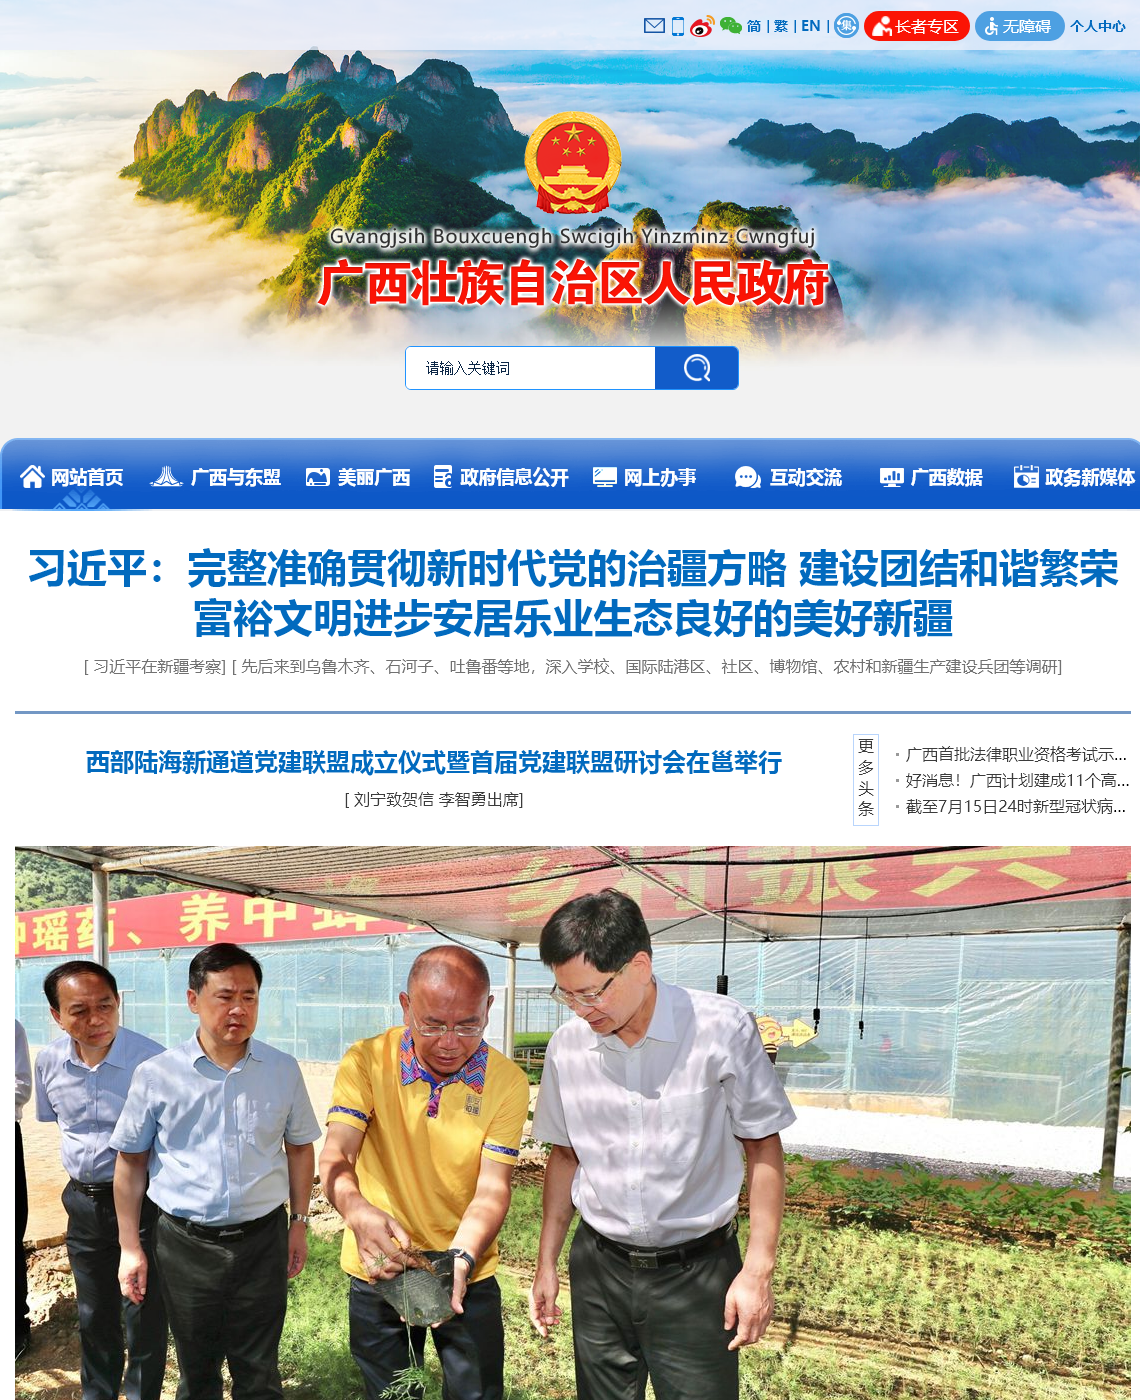 简 | 繁 | EN | 集 长者专区 无障碍 个人中心
Gvangjsih Bouxcuengh Swcigih Yinzminz Cwngfuj
广西壮族自治区人民政府
请输入关键词
网站首页 广西与东盟 美丽广西 政府信息公开 网上办事 互动交流 广西数据 政务新媒体
习近平：完整准确贯彻新时代党的治疆方略 建设团结和谐繁荣
富裕文明进步安居乐业生态良好的美好新疆
[ 习近平在新疆考察] [ 先后来到乌鲁木齐、石河子、吐鲁番等地，深入学校、国际陆港区、社区、博物馆、农村和新疆生产建设兵团等调研]
西部陆海新通道党建联盟成立仪式暨首届党建联盟研讨会在邕举行
[ 刘宁致贺信 李智勇出席]
更多头条
广西首批法律职业资格考试示...
好消息！广西计划建成11个高...
截至7月15日24时新型冠状病...
种瑶药、养中蜂
乡村振兴